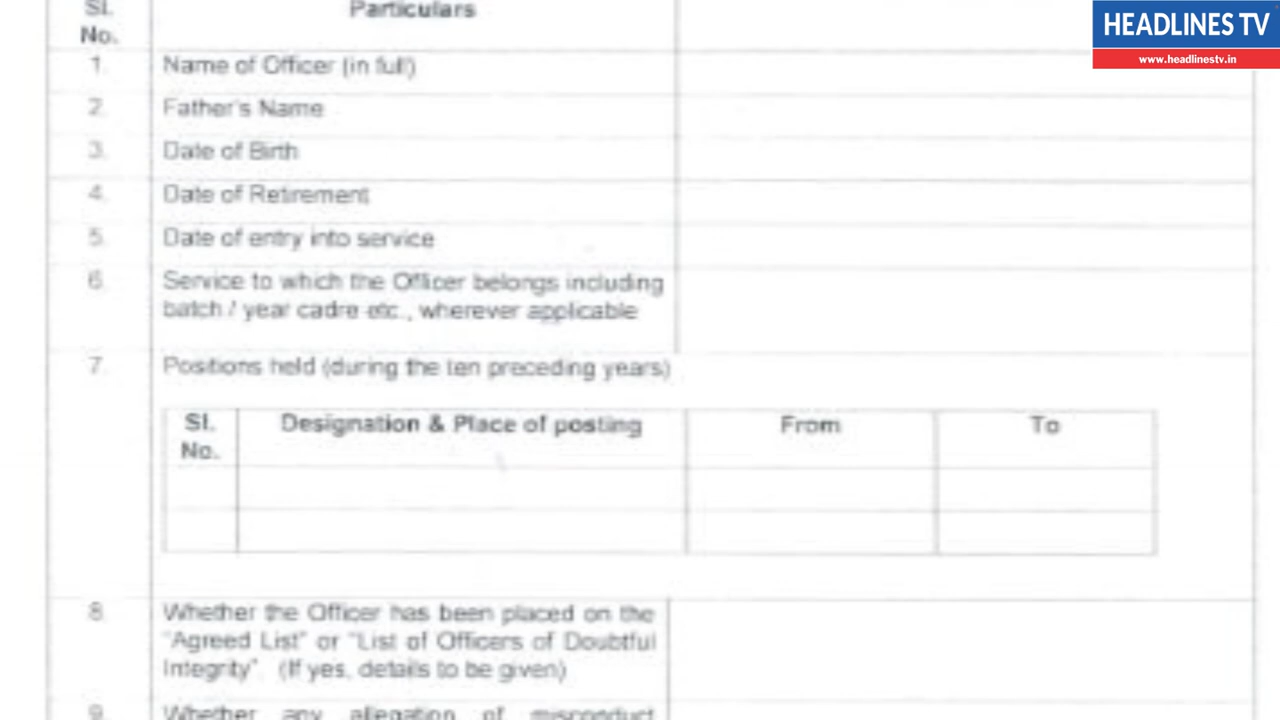 Sl.
No.
Particulars
HEADLINES TV
www.headlinestv.in
1. Name of Officer (in full)
2. Father's Name
3. Date of Birth
4. Date of Retirement
5. Date of entry into service
6. Service to which the Officer belongs including
batch / year cadre etc., wherever applicable
7. Positions held (during the ten preceding years)
Sl.
No.
Designation & Place of posting
From
To
8. Whether the Officer has been placed on the
"Agreed List" or "List of Officers of Doubtful
Integrity". (If yes, details to be given)
9. Whether any allegation of misconduct